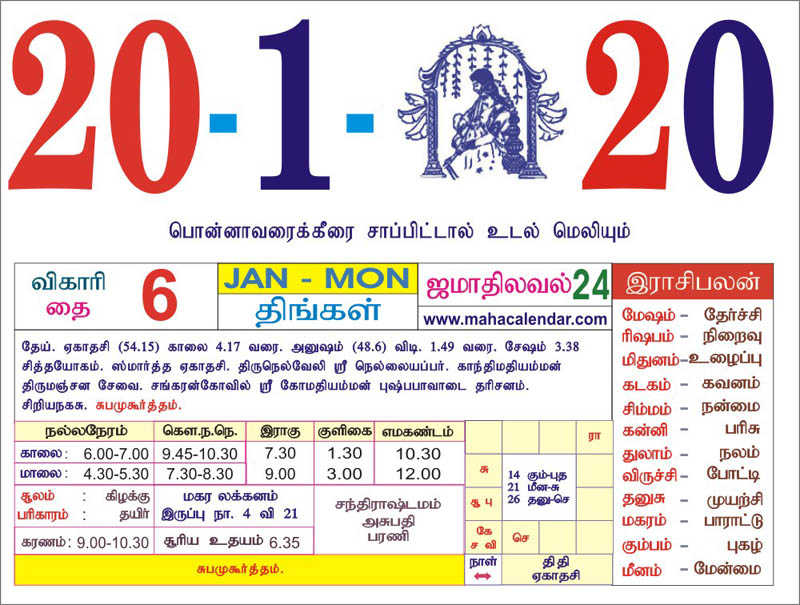 20-1-20
பொன்னாவரைக்கீரை சாப்பிட்டால் உடல் மெலியும்
விகாரி
தை 6
JAN - MON
திங்கள்
ஜமாதிலவல் 24
www.mahacalendar.com
தேய். ஏகாதசி (54.15) காலை 4.17 வரை. அனுஷம் (48.6) விடி. 1.49 வரை. சேஷம் 3.38
சித்தயோகம். ஸ்மார்த்த ஏகாதசி. திருநெல்வேலி ஸ்ரீ நெல்லையப்பர். காந்திமதியம்மன்
திருமஞ்சன சேவை. சங்கரன்கோவில் ஸ்ரீ கோமதியம்மன் புஷ்பபாவாடை தரிசனம்.
சிறியநகசு. சுபமுகூர்த்தம்.
இராசிபலன்
மேஷம் - தேர்ச்சி
ரிஷபம் - நிறைவு
மிதுனம் - உழைப்பு
கடகம் - கவனம்
சிம்மம் - நன்மை
கன்னி - பரிசு
துலாம் - நலம்
விருச்சி - போட்டி
தனுசு - முயற்சி
மகரம் - பாராட்டு
கும்பம் - புகழ்
மீனம் - மேன்மை
நல்லநேரம் கௌ.ந.நெ. இராகு குளிகை எமகண்டம்
காலை: 6.00-7.00 9.45-10.30 7.30 1.30 10.30
மாலை: 4.30-5.30 7.30-8.30 9.00 3.00 12.00
சூலம் : கிழக்கு
பரிகாரம் : தயிர்
மகர லக்கனம்
இருப்பு நா. 4 வி 21
சந்திராஷ்டமம்
அசுபதி
பரணி
கரணம்: 9.00-10.30 சூரிய உதயம் 6.35
சுபமுகூர்த்தம்.
ரா
சு
சூ பு
கே
ச வி
செ
14 கும்-புத
21 மீன-சு
26 தனு-செ
நாள்
திதி
ஏகாதசி